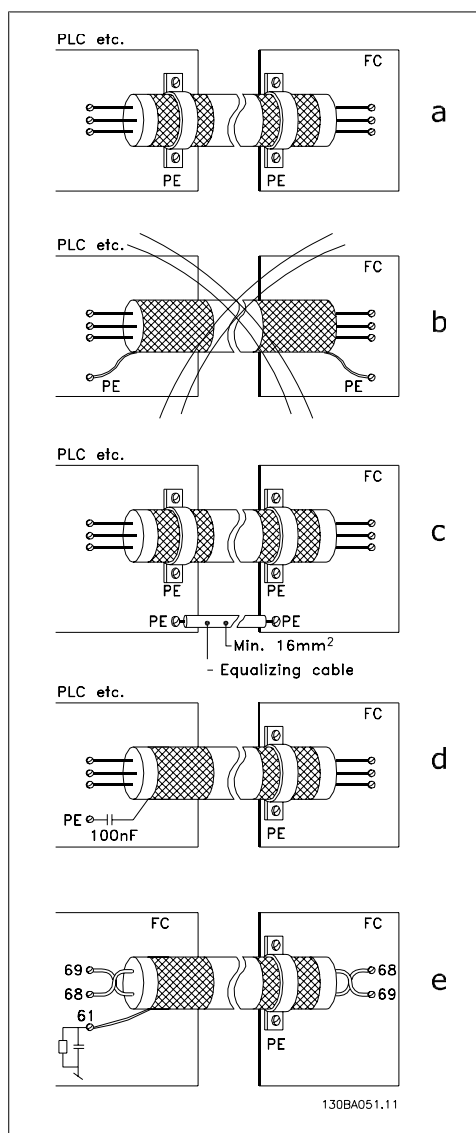 PLC etc.
FC
a
PE
PE
PLC etc.
FC
b
PE
PE
PLC etc.
FC
c
PE
PE
PE
PE
Min. 16mm²
Equalizing cable
PLC etc.
FC
d
PE
100nF
PE
FC
FC
69
68
e
68
69
61
PE
130BA051.11